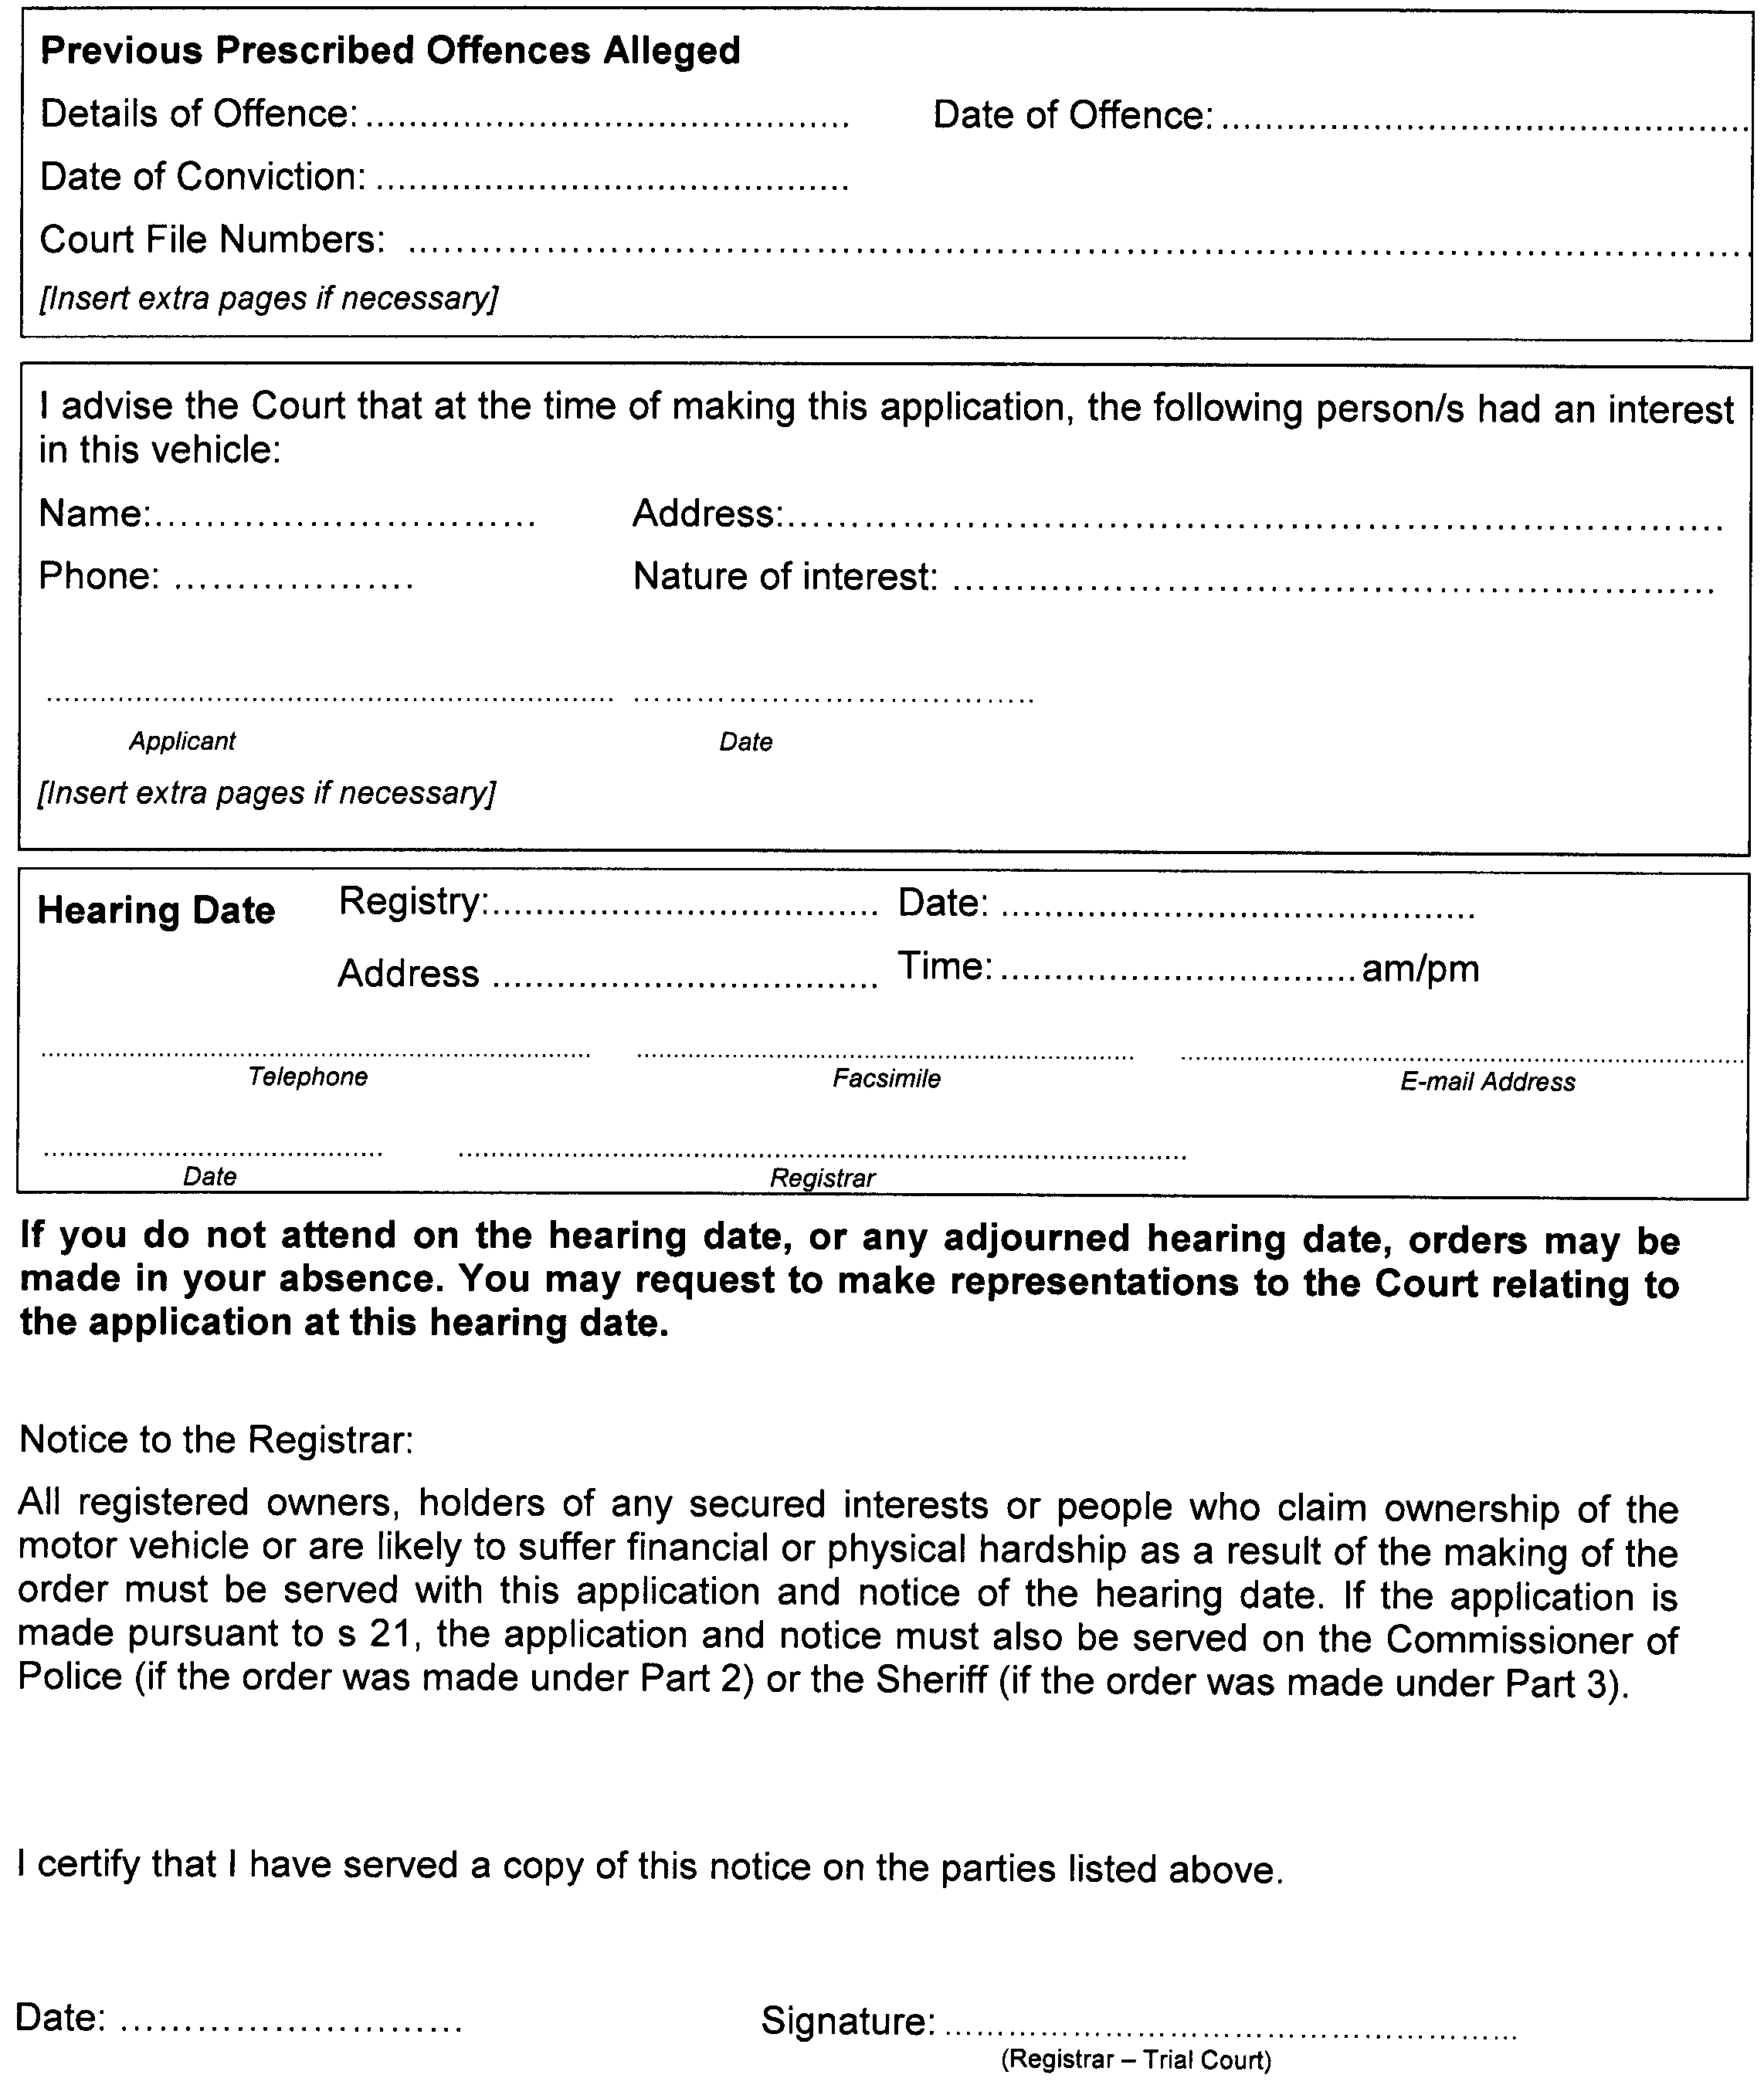 Previous Prescribed Offences Alleged
Details of Offence: ............................................ Date of Offence: ................................................
Date of Conviction: ...........................................
Court File Numbers: ..........................................................................................
[Insert extra pages if necessary]
I advise the Court that at the time of making this application, the following person/s had an interest
in this vehicle:
Name:.............................. Address:...............................................................
Phone: ................... Nature of interest: ........................................................
................................................................ ......................................
Applicant Date
[Insert extra pages if necessary]
Hearing Date Registry:................................... Date: ...........................................
Address ................................... Time: ................................ am/pm
................................................................ ................................................................ ................................................................
Telephone Facsimile E-mail Address
........................................ ................................................................................
Date Registrar
If you do not attend on the hearing date, or any adjourned hearing date, orders may be
made in your absence. You may request to make representations to the Court relating to
the application at this hearing date.
Notice to the Registrar:
All registered owners, holders of any secured interests or people who claim ownership of the
motor vehicle or are likely to suffer financial or physical hardship as a result of the making of the
order must be served with this application and notice of the hearing date. If the application is
made pursuant to s 21, the application and notice must also be served on the Commissioner of
Police (if the order was made under Part 2) or the Sheriff (if the order was made under Part 3).
I certify that I have served a copy of this notice on the parties listed above.
Date: ........................... Signature: ....................................................
(Registrar – Trial Court)